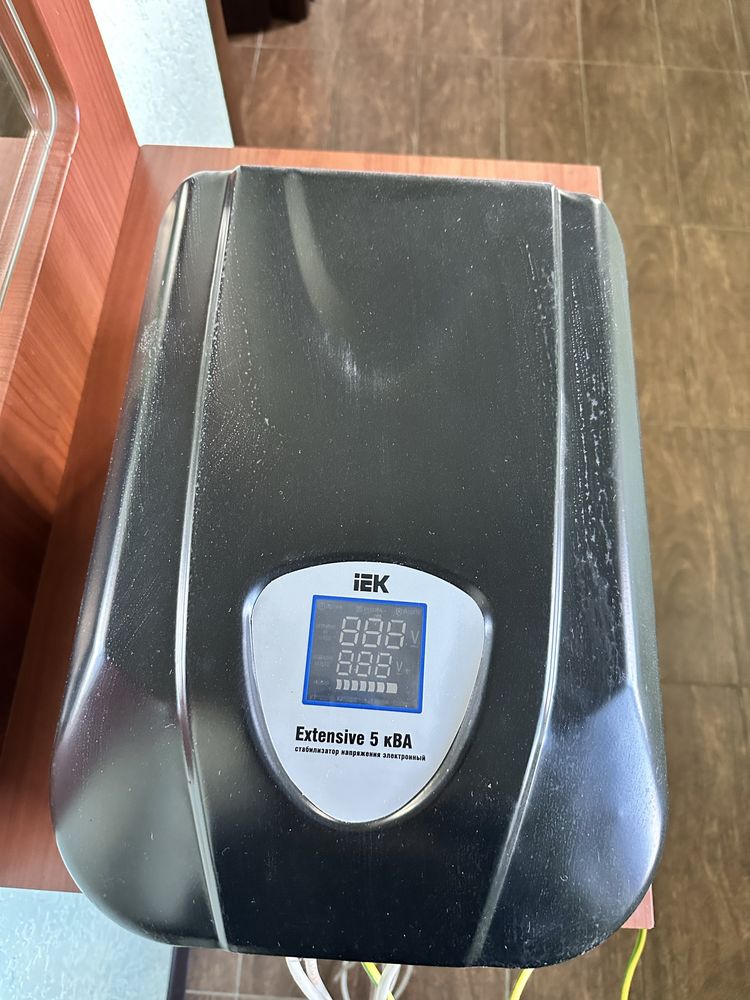 iEK
888 V
888 V
Extensive 5 кВА
стабилизатор напряжения электронный